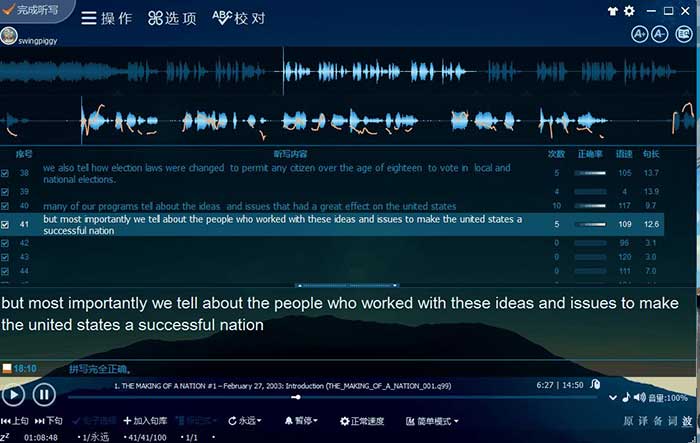 完成听写
操作
选项
ABC
校对
swingpiggy
A+
A-
序号 听写内容 次数 正确率 语速 句长
38 we also tell how election laws were changed to permit any citizen over the age of eighteen to vote in local and 5 105 13.7
national elections.
39 4 4 13.9
40 many of our programs tell about the ideas and issues that had a great effect on the united states 10 117 9.7
41 but most importantly we tell about the people who worked with these ideas and issues to make the united states a 5 109 12.6
successful nation
42 0 96 3.1
43 0 120 3.0
44 0 111 7.0
but most importantly we tell about the people who worked with these ideas and issues to make
the united states a successful nation
18:10 拼写完全正确。
1. THE MAKING OF A NATION #1 – February 27, 2003: Introduction (THE_MAKING_OF_A_NATION_001.q99) 6:27 | 14:50
音量:100%
上句 下句 句子选择 加入句库 永远 暂停 正常速度 简单模式 原 译 备 词 波
zZ 01:08:48 1/永远 41/41/100 1/1